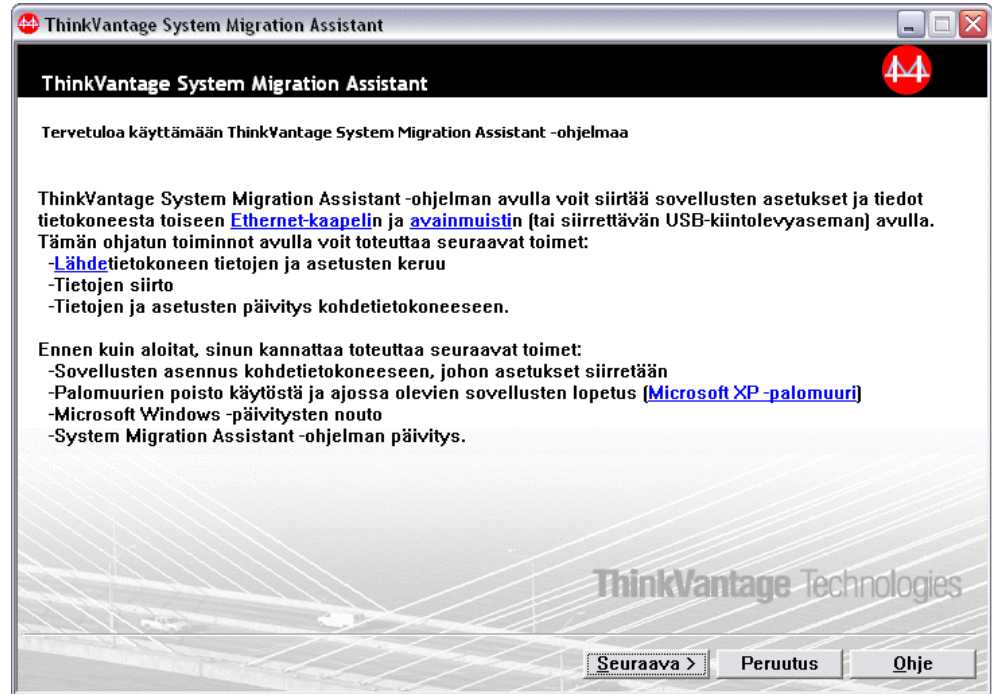 ThinkVantage System Migration Assistant
ThinkVantage System Migration Assistant
Tervetuloa käyttämään ThinkVantage System Migration Assistant -ohjelmaa
ThinkVantage System Migration Assistant -ohjelman avulla voit siirtää sovellusten asetukset ja tiedot
tietokoneesta toiseen Ethernet-kaapelin ja avainmuistin (tai siirrettävän USB-kiintolevyaseman) avulla.
Tämän ohjatun toiminnot avulla voit toteuttaa seuraavat toimet:
-Lähdetietokoneen tietojen ja asetusten keruu
-Tietojen siirto
-Tietojen ja asetusten päivitys kohdetietokoneeseen.
Ennen kuin aloitat, sinun kannattaa toteuttaa seuraavat toimet:
-Sovellusten asennus kohdetietokoneeseen, johon asetukset siirretään
-Palomuurien poisto käytöstä ja ajossa olevien sovellusten lopetus (Microsoft XP -palomuuri)
-Microsoft Windows -päivitysten nouto
-System Migration Assistant -ohjelman päivitys.
ThinkVantage Technologies
Seuraava > Peruutus Ohje